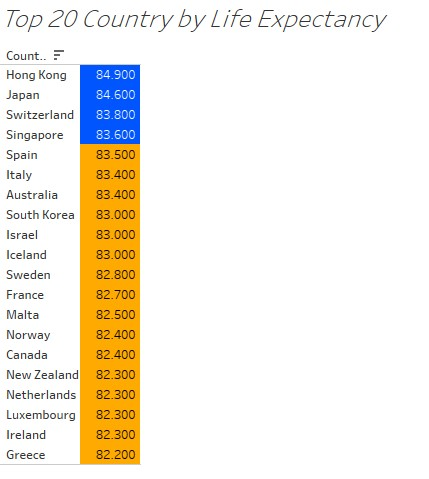 Top 20 Country by Life Expectancy
Count..
Hong Kong 84.900
Japan 84.600
Switzerland 83.800
Singapore 83.600
Spain 83.500
Italy 83.400
Australia 83.400
South Korea 83.000
Israel 83.000
Iceland 83.000
Sweden 82.800
France 82.700
Malta 82.500
Norway 82.400
Canada 82.400
New Zealand 82.300
Netherlands 82.300
Luxembourg 82.300
Ireland 82.300
Greece 82.200